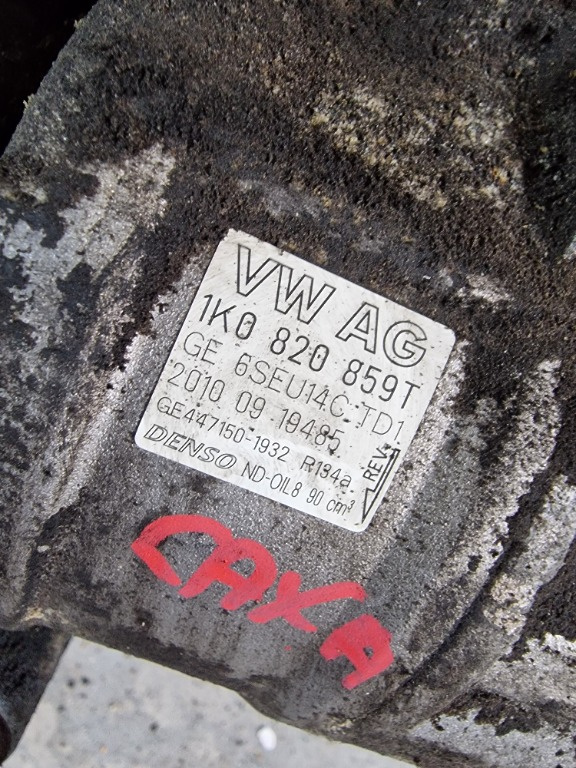 VW AG
1K0 820 859T
GE 6SEU14C TD1
2010 09 19485
GE447150-1932 R134a
DENSO ND-OIL8 90 cm³
REV.
CAXA